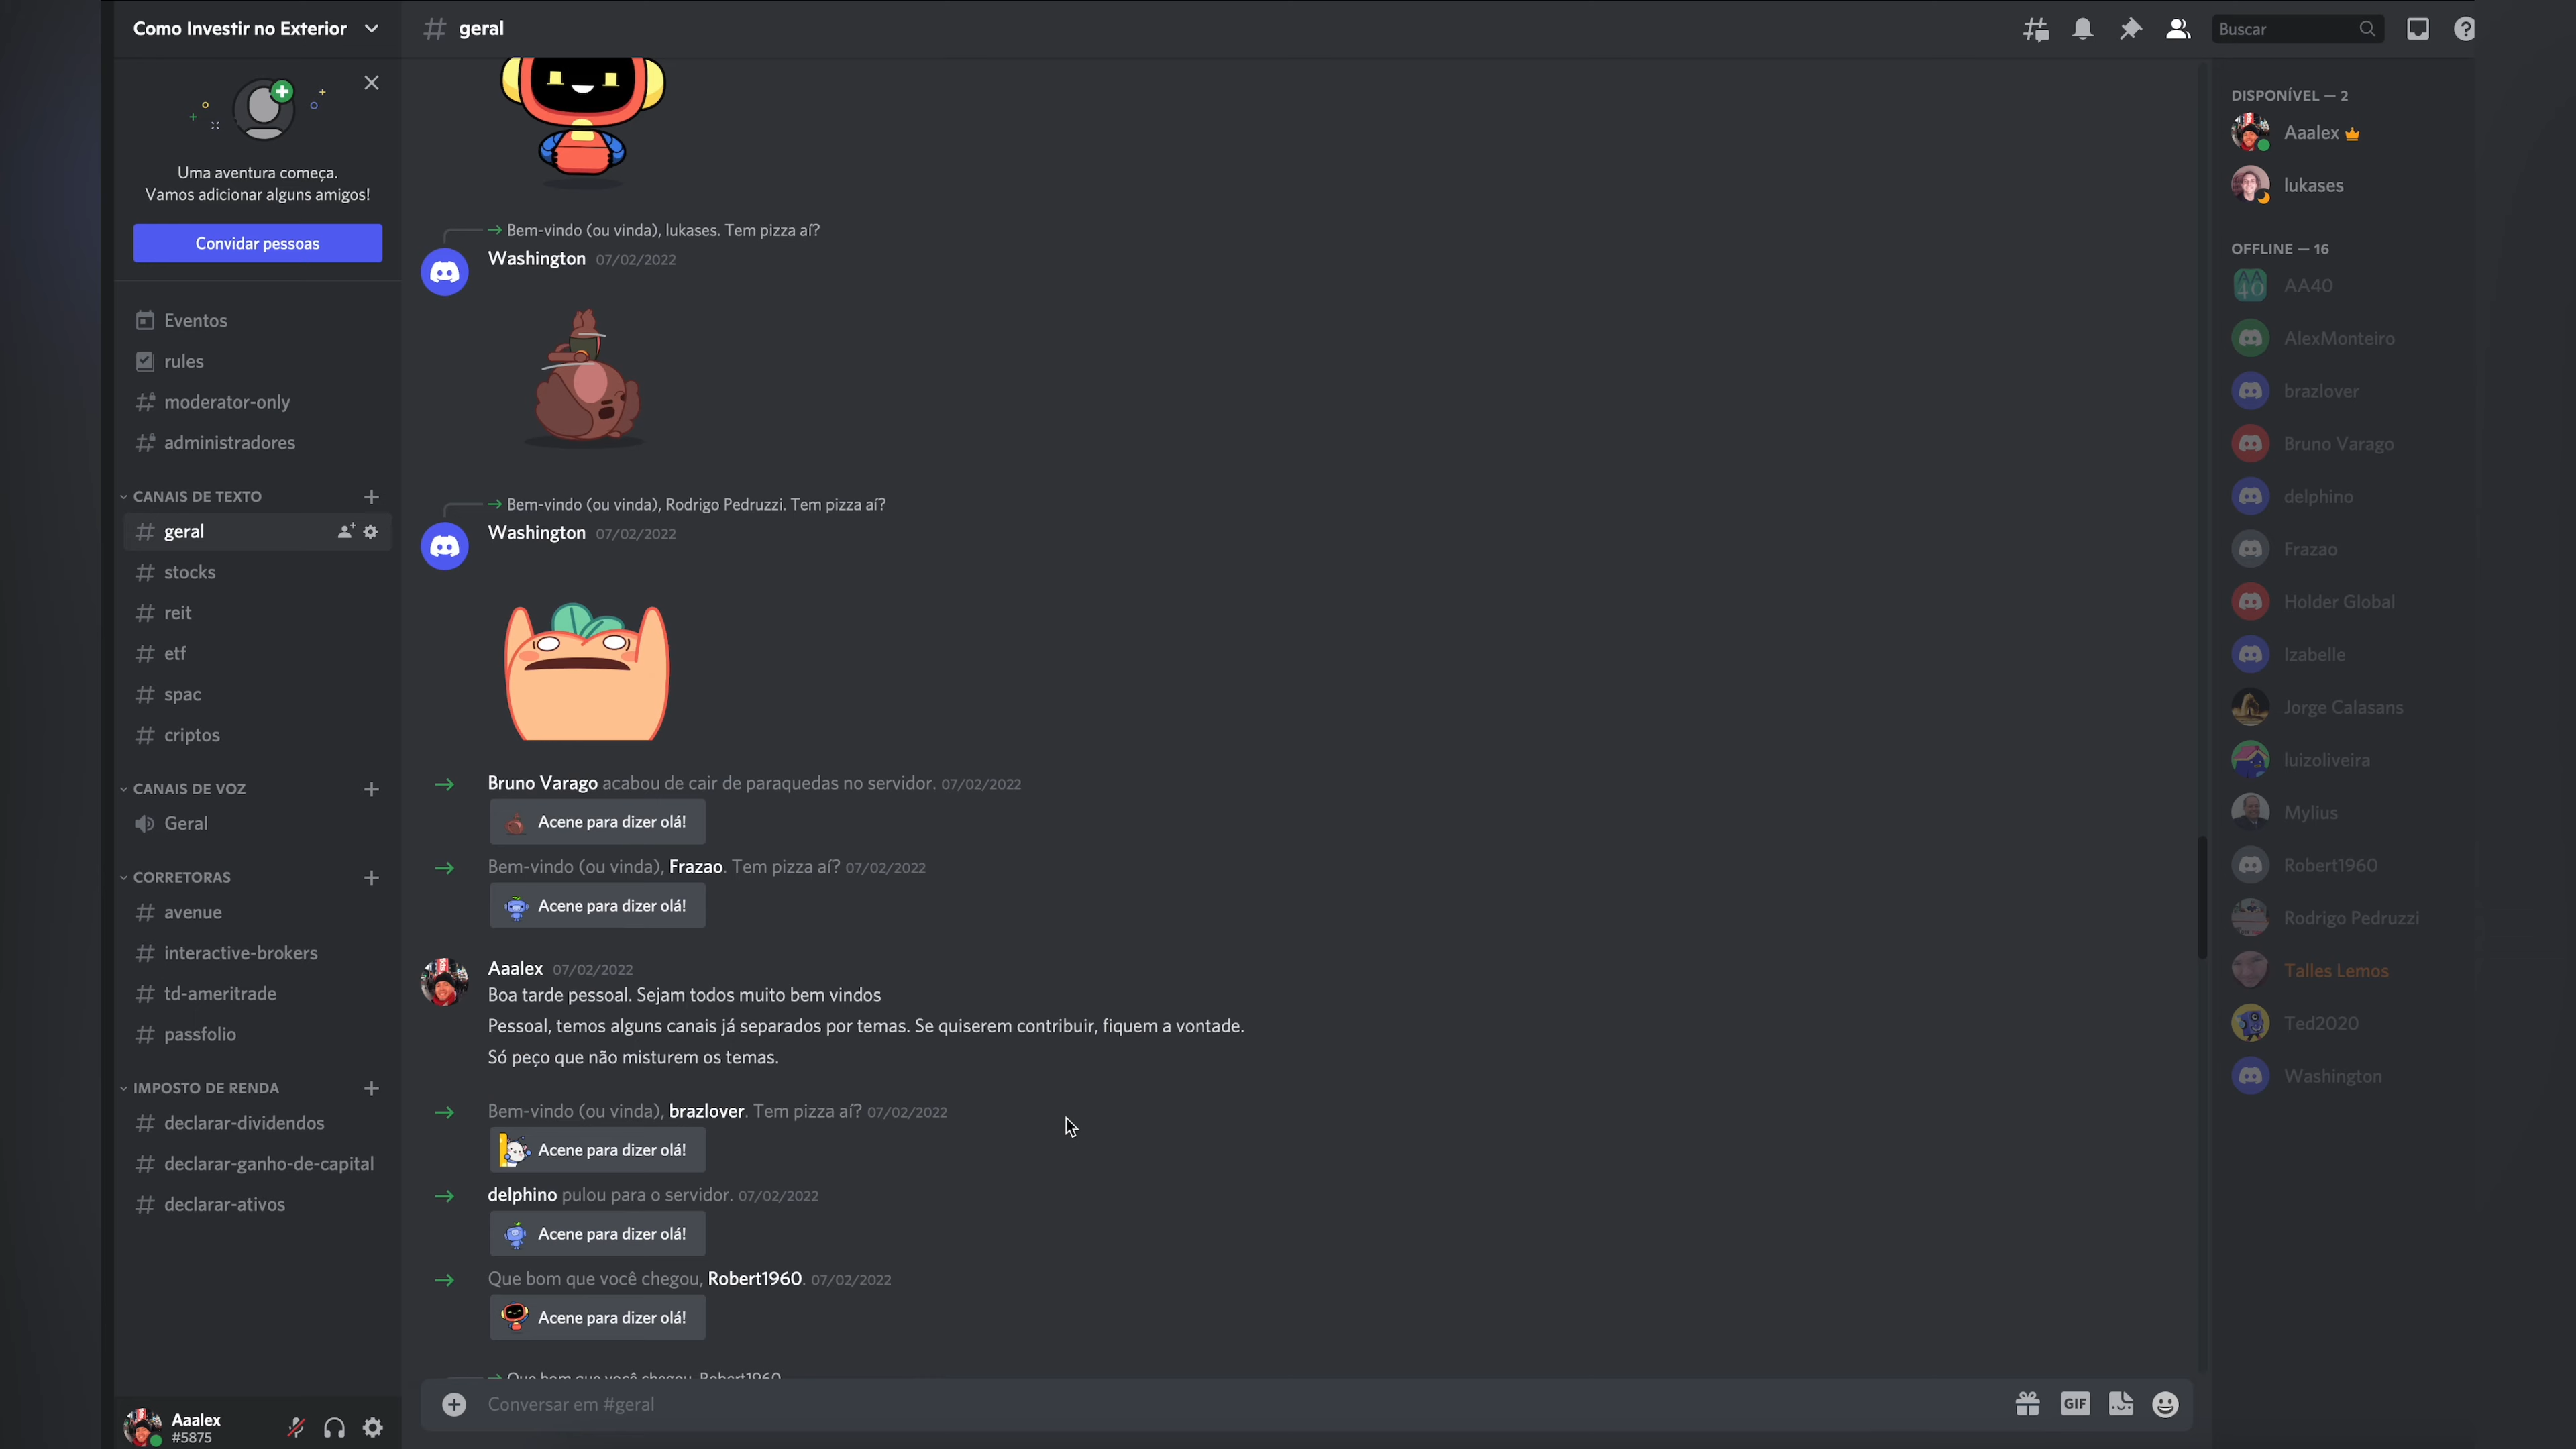 Como Investir no Exterior
geral
Buscar
Uma aventura começa.
Vamos adicionar alguns amigos!
Convidar pessoas
Eventos
rules
moderator-only
administradores
CANAIS DE TEXTO
geral
stocks
reit
etf
spac
criptos
CANAIS DE VOZ
Geral
CORRETORAS
avenue
interactive-brokers
td-ameritrade
passfolio
IMPOSTO DE RENDA
declarar-dividendos
declarar-ganho-de-capital
declarar-ativos
Aaalex
#5875
Bem-vindo (ou vinda), lukases. Tem pizza aí?
Washington 07/02/2022
Bem-vindo (ou vinda), Rodrigo Pedruzzi. Tem pizza aí?
Washington 07/02/2022
Bruno Varago acabou de cair de paraquedas no servidor. 07/02/2022
Acene para dizer olá!
Bem-vindo (ou vinda), Frazao. Tem pizza aí? 07/02/2022
Acene para dizer olá!
Aaalex 07/02/2022
Boa tarde pessoal. Sejam todos muito bem vindos
Pessoal, temos alguns canais já separados por temas. Se quiserem contribuir, fiquem a vontade.
Só peço que não misturem os temas.
Bem-vindo (ou vinda), brazlover. Tem pizza aí? 07/02/2022
Acene para dizer olá!
delphino pulou para o servidor. 07/02/2022
Acene para dizer olá!
Que bom que você chegou, Robert1960. 07/02/2022
Acene para dizer olá!
Que bom que você chegou, Robert1960
Conversar em #geral
GIF
DISPONÍVEL — 2
Aaalex
lukases
OFFLINE — 16
AA40
AlexMonteiro
brazlover
Bruno Varago
delphino
Frazao
Holder Global
Izabelle
Jorge Calasans
luizoliveira
Mylius
Robert1960
Rodrigo Pedruzzi
Talles Lemos
Ted2020
Washington